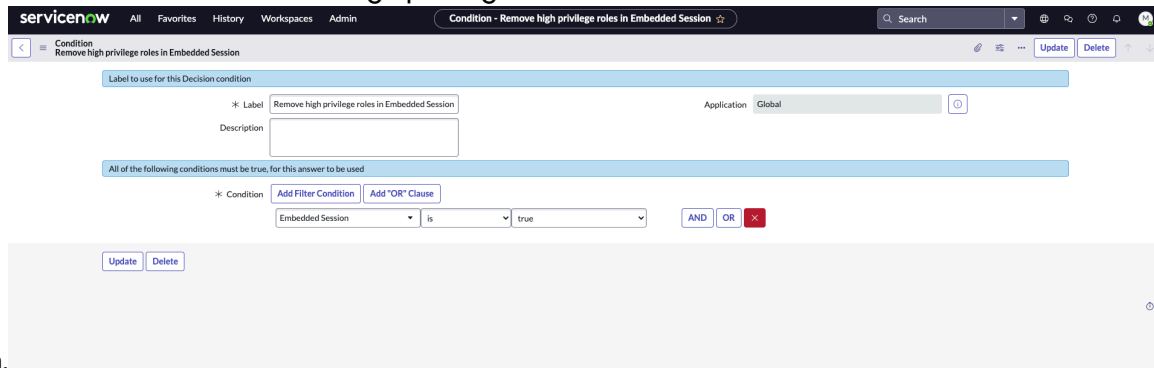 servicenow All Favorites History Workspaces Admin Condition - Remove high privilege roles in Embedded Session Search M
Condition
Remove high privilege roles in Embedded Session Update Delete
Label to use for this Decision condition
Label Remove high privilege roles in Embedded Session Application Global
Description
All of the following conditions must be true, for this answer to be used
Condition Add Filter Condition Add "OR" Clause
Embedded Session is true AND OR
Update Delete